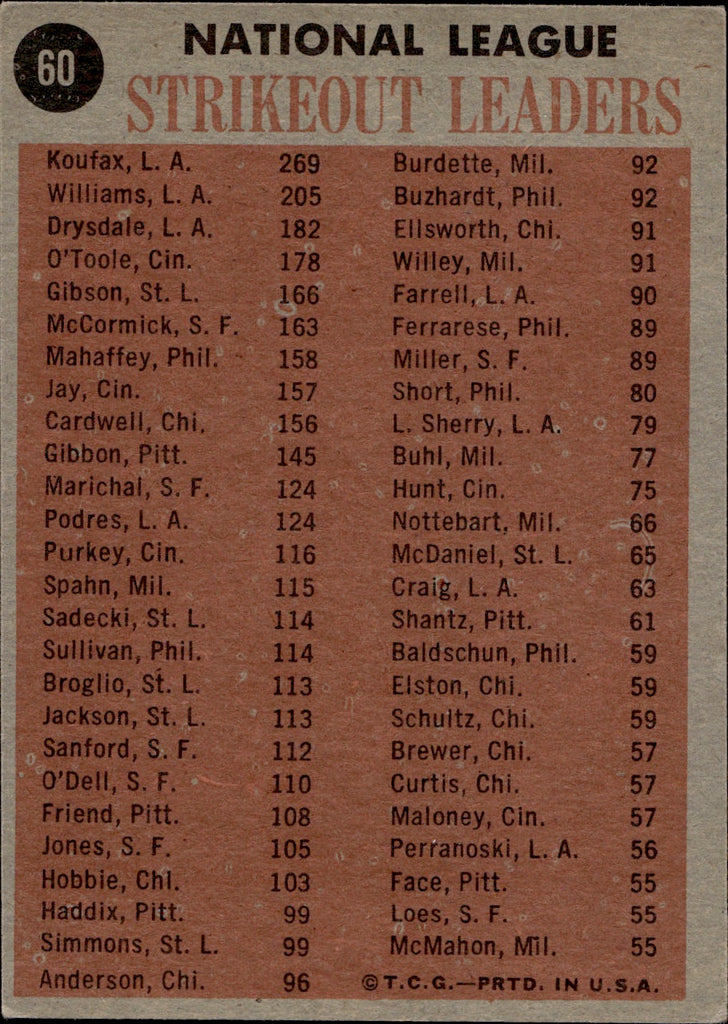 60
NATIONAL LEAGUE
STRIKEOUT LEADERS
Koufax, L. A. 269
Williams, L. A. 205
Drysdale, L. A. 182
O'Toole, Cin. 178
Gibson, St. L. 166
McCormick, S. F. 163
Mahaffey, Phil. 158
Jay, Cin. 157
Cardwell, Chi. 156
Gibbon, Pitt. 145
Marichal, S. F. 124
Podres, L. A. 124
Purkey, Cin. 116
Spahn, Mil. 115
Sadecki, St. L. 114
Sullivan, Phil. 114
Broglio, St. L. 113
Jackson, St. L. 113
Sanford, S. F. 112
O'Dell, S. F. 110
Friend, Pitt. 108
Jones, S. F. 105
Hobbie, Chi. 103
Haddix, Pitt. 99
Simmons, St. L. 99
Anderson, Chi. 96
Burdette, Mil. 92
Buzhardt, Phil. 92
Ellsworth, Chi. 91
Willey, Mil. 91
Farrell, L. A. 90
Ferrarese, Phil. 89
Miller, S. F. 89
Short, Phil. 80
L. Sherry, L. A. 79
Buhl, Mil. 77
Hunt, Cin. 75
Nottebart, Mil. 66
McDaniel, St. L. 65
Craig, L. A. 63
Shantz, Pitt. 61
Baldschun, Phil. 59
Elston, Chi. 59
Schultz, Chi. 59
Brewer, Chi. 57
Curtis, Chi. 57
Maloney, Cin. 57
Perranoski, L. A. 56
Face, Pitt. 55
Loes, S. F. 55
McMahon, Mil. 55
©T.C.G.—PRTD. IN U.S.A.